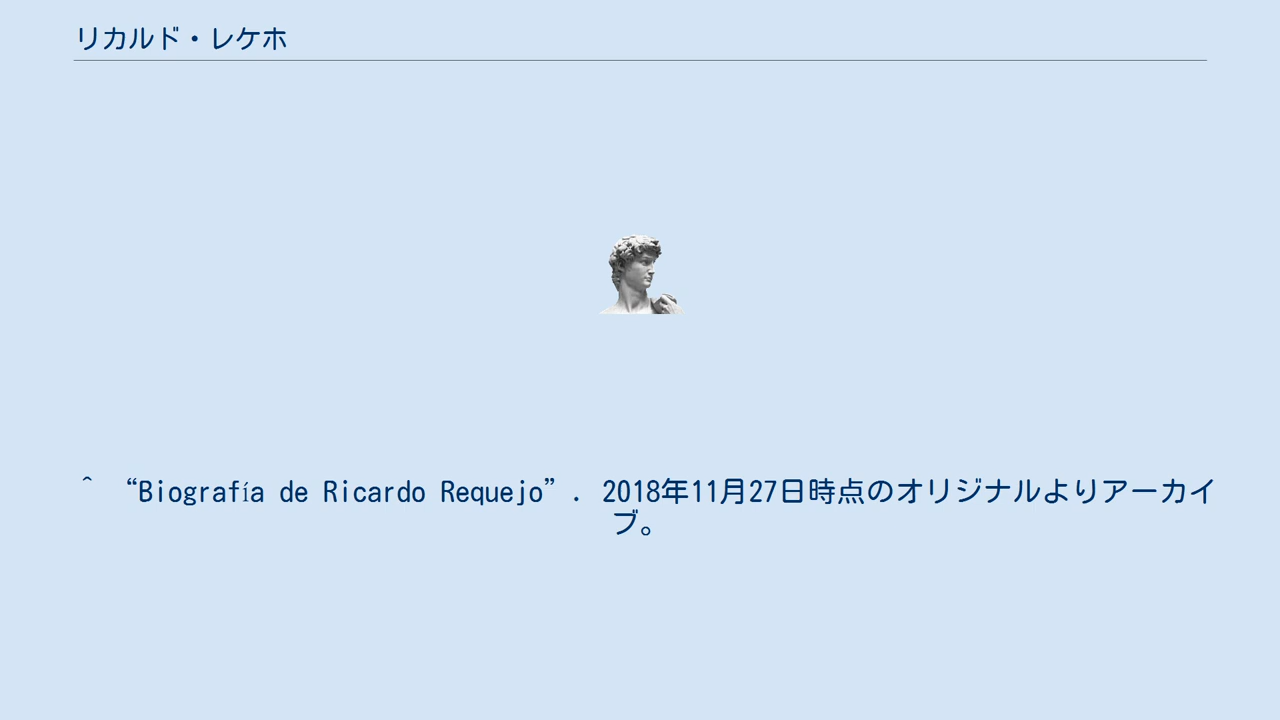 リカルド・レケホ
^ “Biografía de Ricardo Requejo”. 2018年11月27日時点のオリジナルよりアーカイ
ブ。